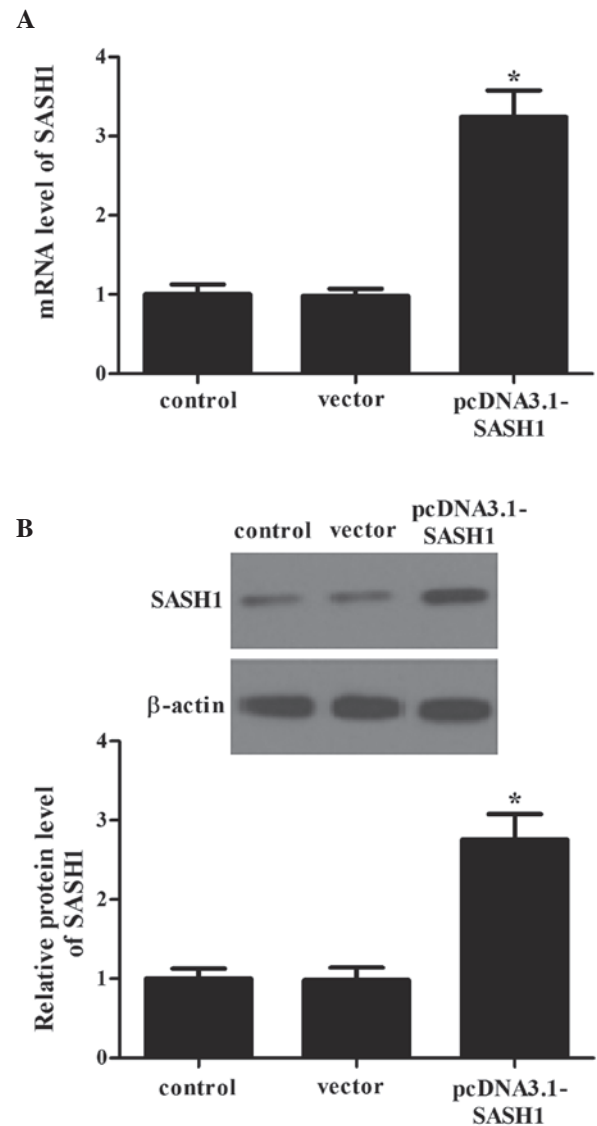 A
mRNA level of SASH1
4
3
2
1
0
*
control vector pcDNA3.1-
SASH1
B
control vector pcDNA3.1-
SASH1
SASH1
β-actin
Relative protein level
of SASH1
4
3
2
1
0
*
control vector pcDNA3.1-
SASH1